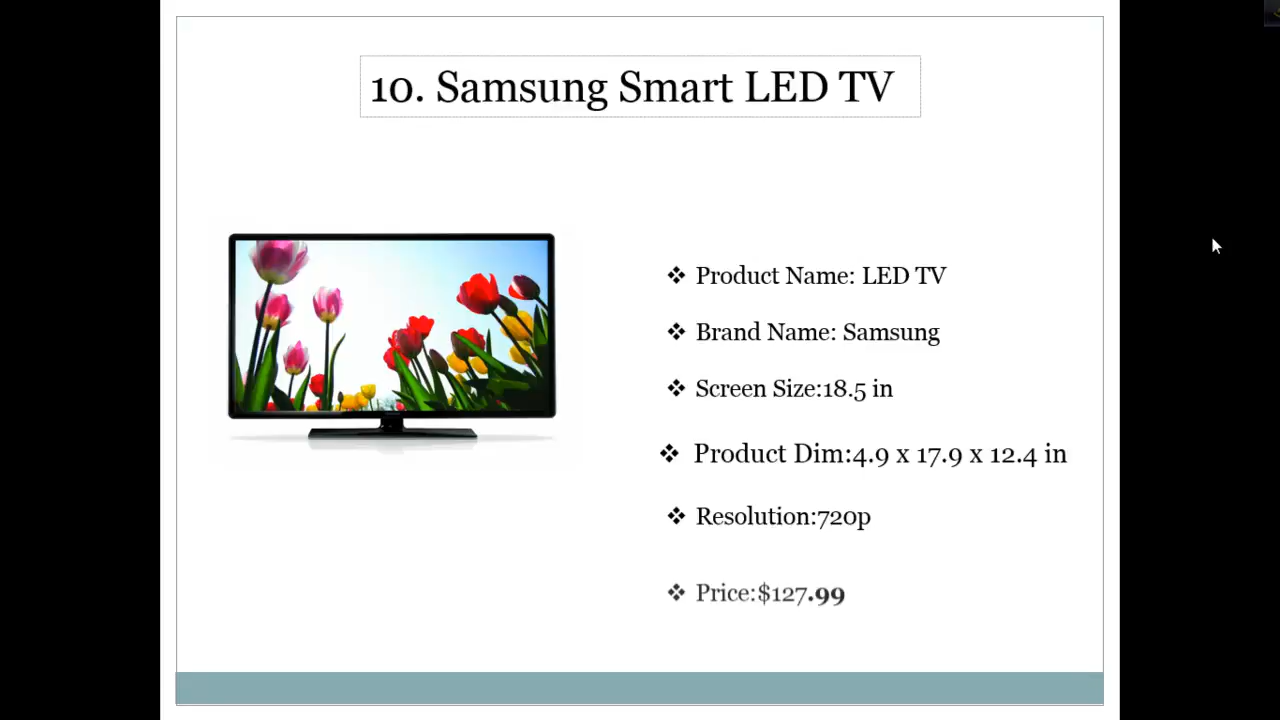 10. Samsung Smart LED TV
❖ Product Name: LED TV
❖ Brand Name: Samsung
❖ Screen Size:18.5 in
❖ Product Dim:4.9 x 17.9 x 12.4 in
❖ Resolution:720p
❖ Price:$127.99